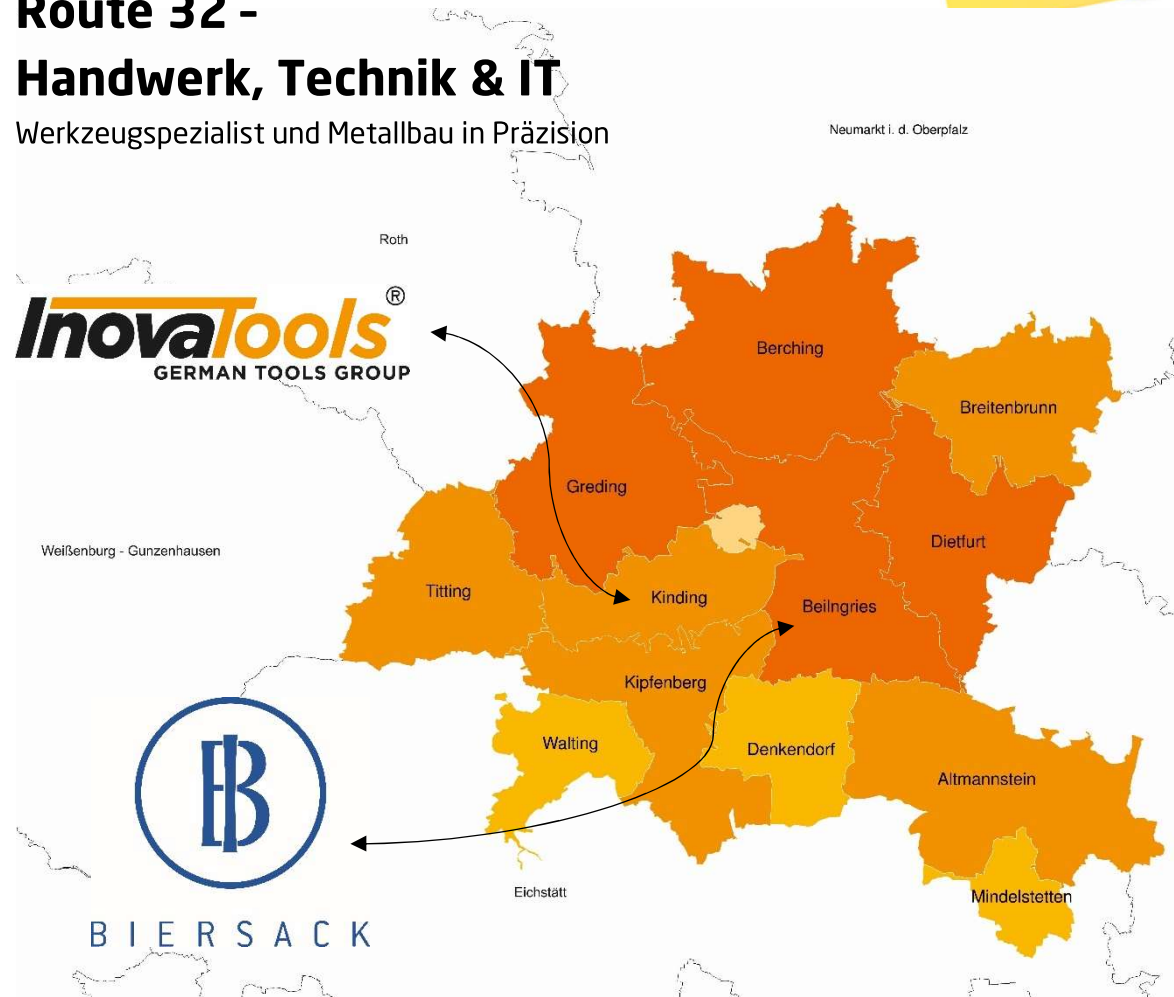 Route 32 –
Handwerk, Technik & IT
Werkzeugspezialist und Metallbau in Präzision
Neumarkt i. d. Oberpfalz
Roth
InovaTools®
GERMAN TOOLS GROUP
Berching
Breitenbrunn
Greding
Dietfurt
Weißenburg - Gunzenhausen
Titting
Kinding
Beilngries
Kipfenberg
Walting
Denkendorf
Altmannstein
Eichstätt
Mindelstetten
B
BIERSACK